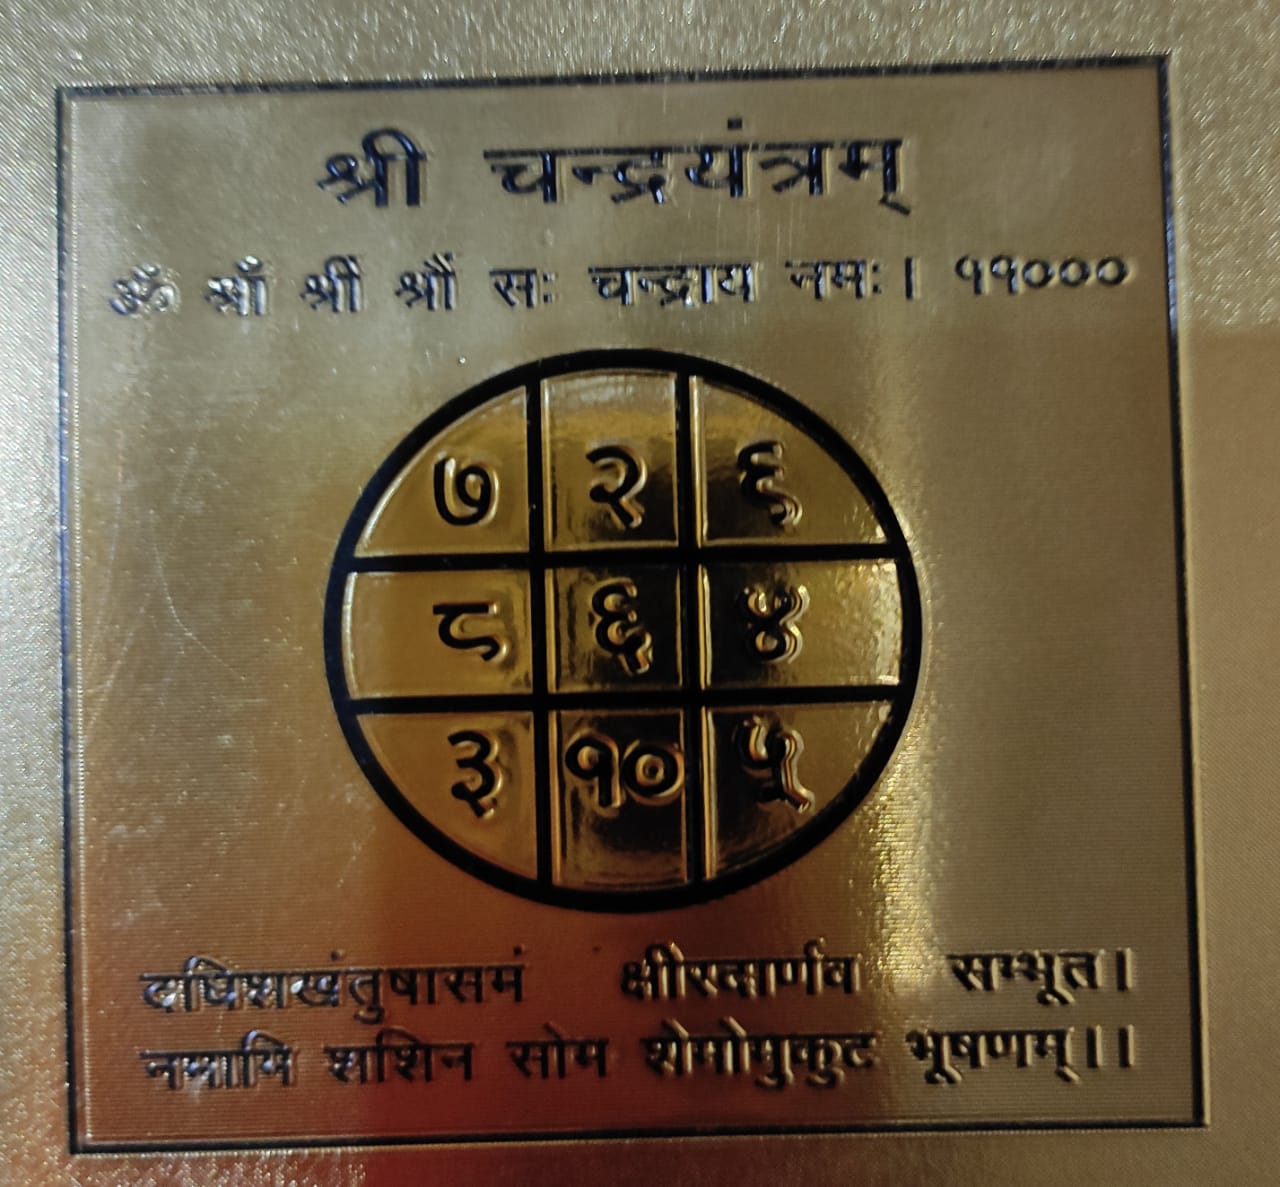 श्री चन्द्रयंत्रम्
ॐ श्राँ श्रीं श्रौं सः चन्द्राय नमः। ११०००
७ २ ९
८ ६ ४
३ १० ५
दधिशखंतुषासमं क्षीरदार्णव सम्भूत।
नमामि शशिन सोम शेमोमुकुट भूषणम्।।